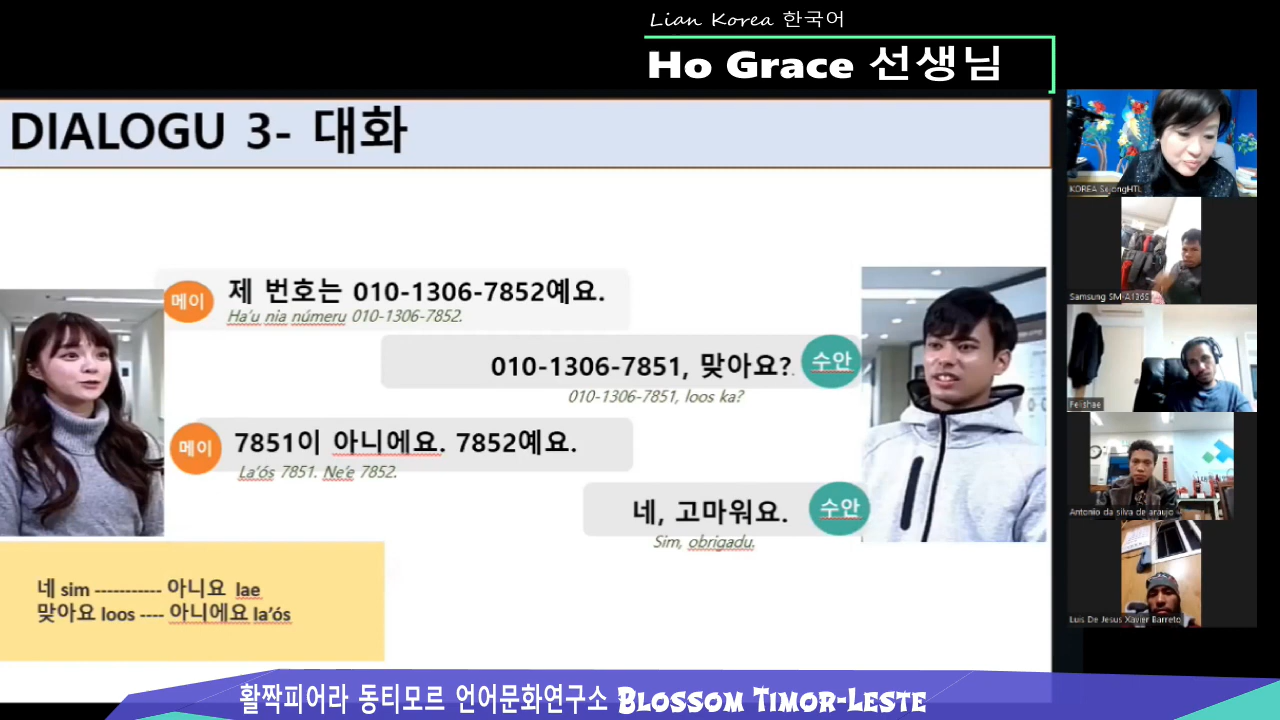 Lian Korea 한국어
Ho Grace 선생님
DIALOGU 3- 대화
메이 제 번호는 010-1306-7852예요.
Ha'u nia númeru 010-1306-7852.
010-1306-7851, 맞아요? 수안
010-1306-7851, loos ka?
메이 7851이 아니에요. 7852예요.
La'ós 7851. Ne'e 7852.
네, 고마워요. 수안
Sim, obrigadu.
네 sim ----------- 아니요 lae
맞아요 loos ---- 아니에요 la'ós
KOREA SejongHTL
Samsung SM-A136S
Felishae
Antonio da silva de araujo
Luis De Jesus Xavier Barreto
활짝피어라 동티모르 언어문화연구소 Blossom Timor-Leste